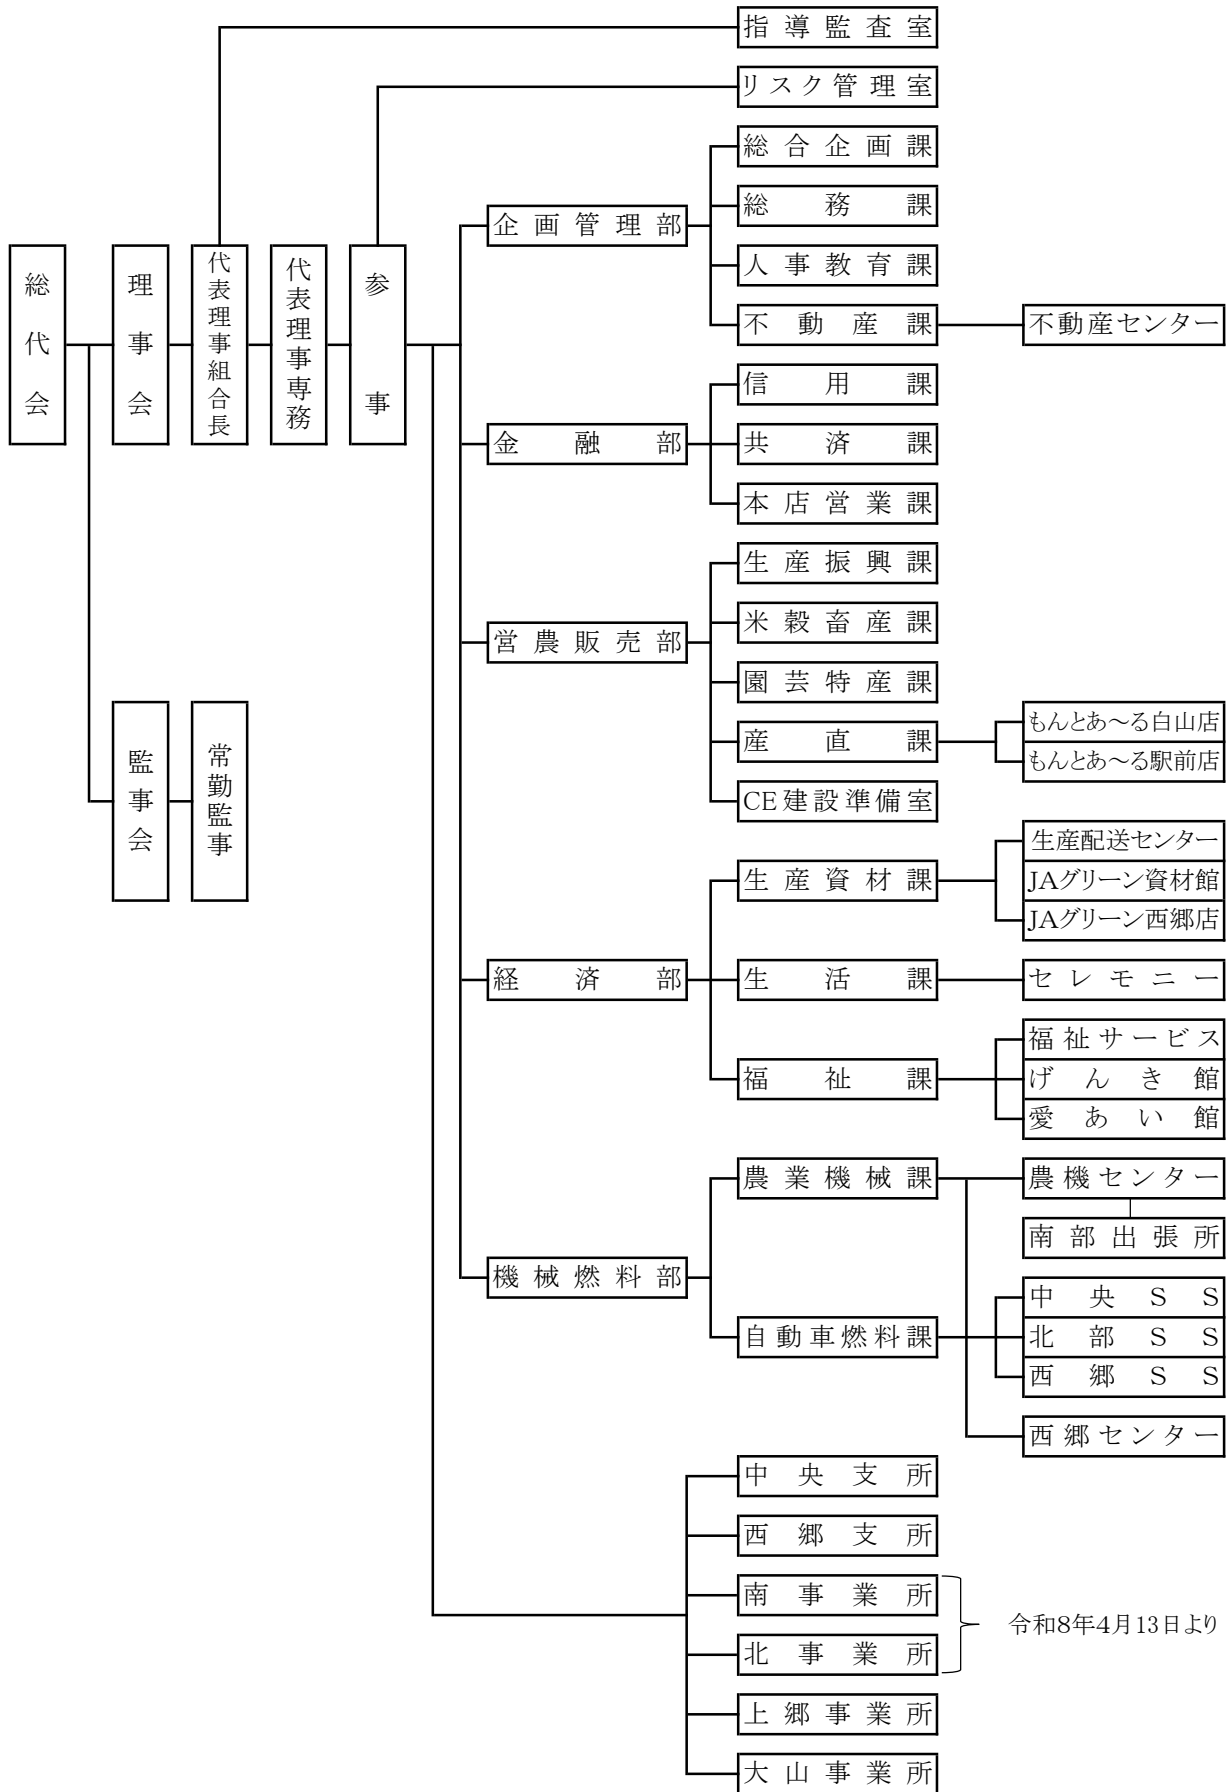 指導監査室
リスク管理室
総合企画課
総務課
企画管理部
人事教育課
不動産課
不動産センター
総代会
理事会
代表理事組合長
代表理事専務
参事
信用課
金融部
共済課
本店営業課
生産振興課
米穀畜産課
営農販売部
園芸特産課
産直課
もんとあ～る白山店
もんとあ～る駅前店
CE建設準備室
監事会
常勤監事
生産資材課
生産配送センター
JAグリーン資材館
JAグリーン西郷店
経済部
生活課
セレモニー
福祉課
福祉サービス
げんき館
愛あい館
農業機械課
農機センター
南部出張所
機械燃料部
自動車燃料課
中央SS
北部SS
西郷SS
西郷センター
中央支所
西郷支所
南事業所
北事業所
令和8年4月13日より
上郷事業所
大山事業所